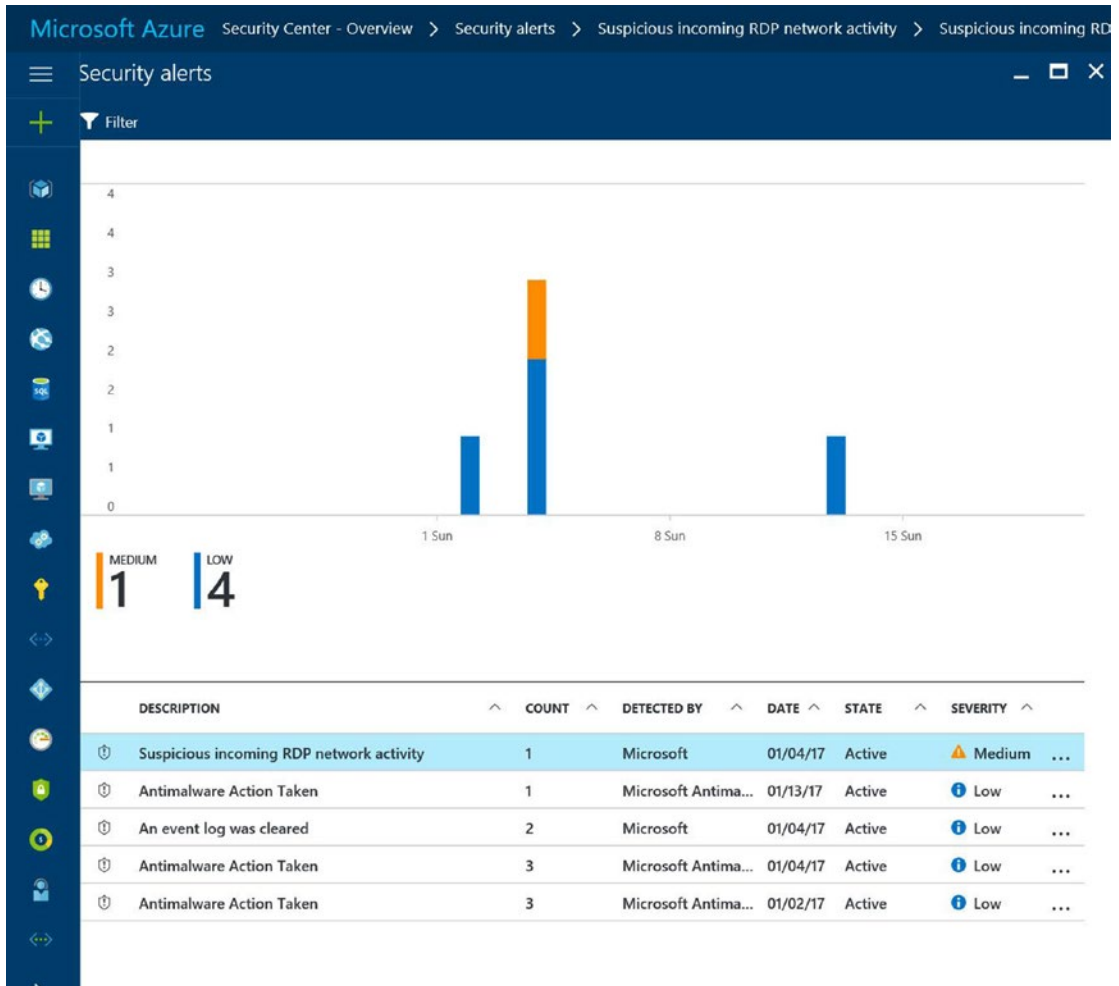 Microsoft Azure Security Center - Overview > Security alerts > Suspicious incoming RDP network activity > Suspicious incoming RD
Security alerts
Filter
4
4
3
3
2
2
1
1
0
1 Sun 8 Sun 15 Sun
MEDIUM LOW
1 4
SQL
DESCRIPTION COUNT DETECTED BY DATE STATE SEVERITY
Suspicious incoming RDP network activity 1 Microsoft 01/04/17 Active Medium ...
Antimalware Action Taken 1 Microsoft Antima... 01/13/17 Active Low ...
An event log was cleared 2 Microsoft 01/04/17 Active Low ...
Antimalware Action Taken 3 Microsoft Antima... 01/04/17 Active Low ...
Antimalware Action Taken 3 Microsoft Antima... 01/02/17 Active Low ...